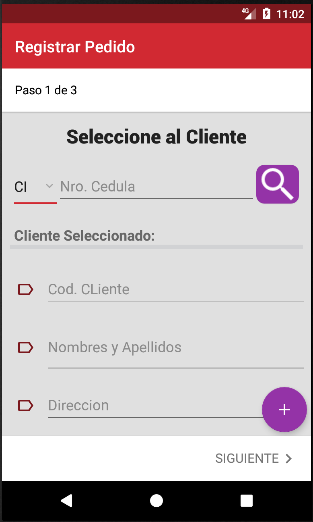 4G 11:02
Registrar Pedido
Paso 1 de 3
Seleccione al Cliente
CI Nro. Cedula
Cliente Seleccionado:
Cod. CLiente
Nombres y Apellidos
Direccion
+
SIGUIENTE